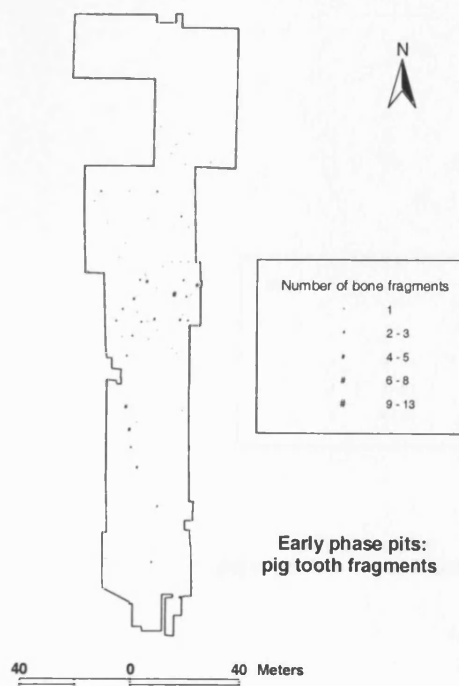 N
Number of bone fragments
1
2 - 3
4 - 5
6 - 8
9 - 13
Early phase pits:
pig tooth fragments
40 0 40 Meters